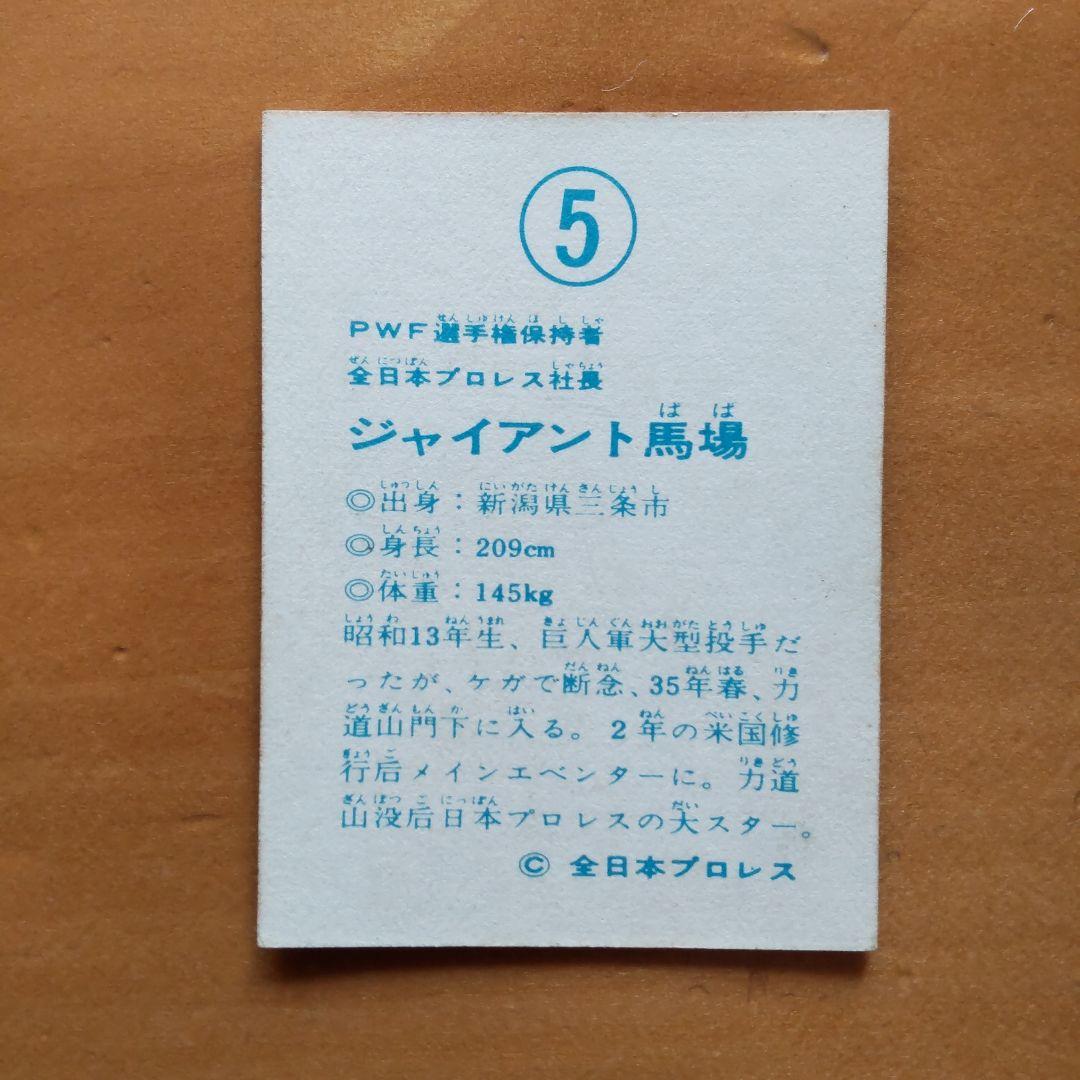 5
PWF選手権保持者
全日本プロレス社長
ジャイアント馬場
◎出身：新潟県三条市
◎身長：209cm
◎体重：145kg
昭和13年生、巨人軍大型投手だ
ったが、ケガで断念、35年春、力
道山門下に入る。2年の米国修
行后メインエベンターに。力道
山没后日本プロレスの大スター。
© 全日本プロレス